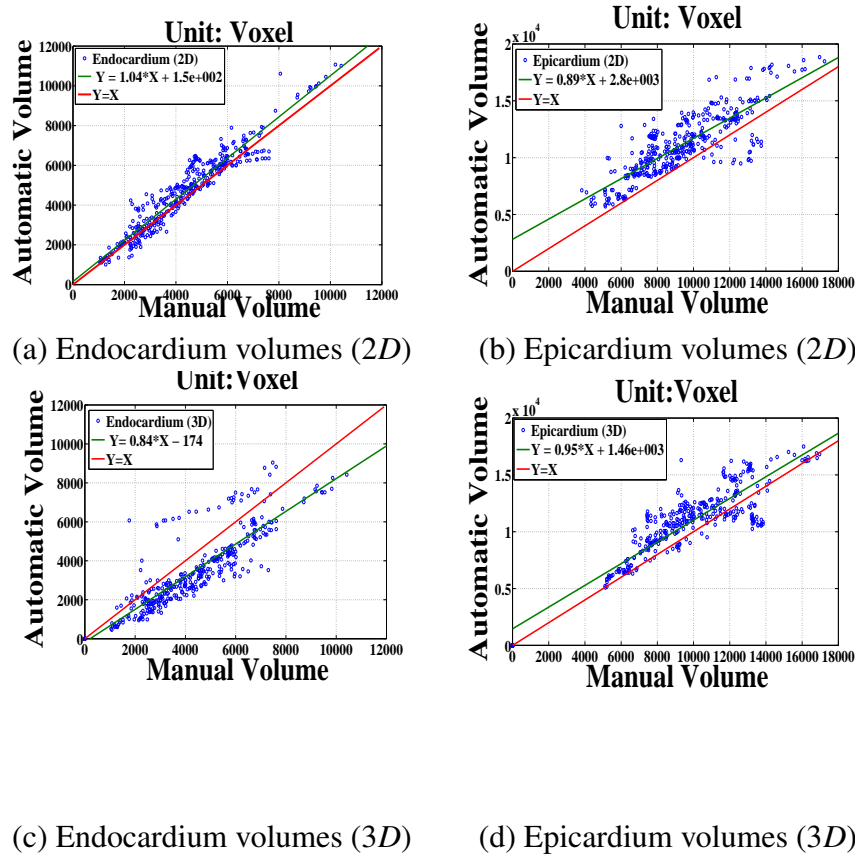 Unit: Voxel
Automatic Volume
12000
10000
8000
6000
4000
2000
0
Endocardium (2D)
Y = 1.04*X + 1.5e+002
Y=X
0 2000 4000 6000 8000 10000 12000
Manual Volume
(a) Endocardium volumes (2D)
Unit: Voxel
Automatic Volume
2 x 10^4
1.5
1
0.5
0
Epicardium (2D)
Y = 0.89*X + 2.8e+003
Y=X
0 2000 4000 6000 8000 10000 12000 14000 16000 18000
Manual Volume
(b) Epicardium volumes (2D)
Unit:Voxel
Automatic Volume
12000
10000
8000
6000
4000
2000
0
Endocardium (3D)
Y= 0.84*X − 174
Y=X
0 2000 4000 6000 8000 10000 12000
Manual Volume
Unit:Voxel
Automatic Volume
2 x 10^4
1.5
1
0.5
0
Epicardium (3D)
Y = 0.95*X + 1.46e+003
Y=X
0 2000 4000 6000 8000 10000 12000 14000 16000 18000
Manual Volume
(c) Endocardium volumes (3D)
(d) Epicardium volumes (3D)